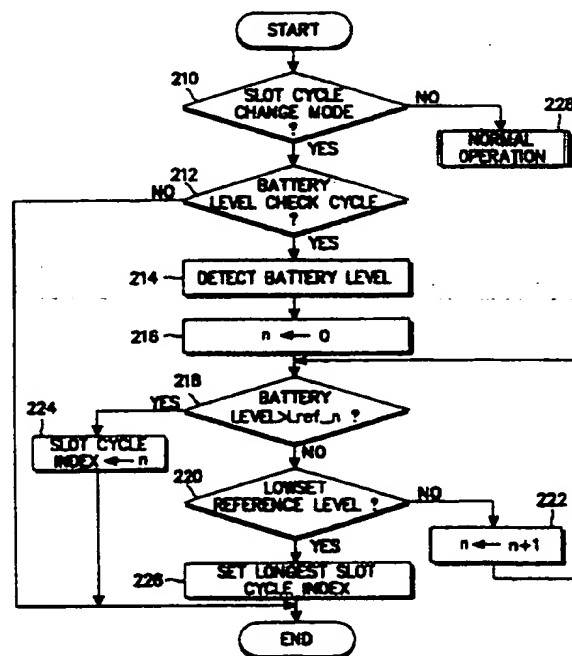 START
210
SLOT CYCLE
CHANGE MODE
?
NO
228
NORMAL
OPERATION
YES
212
NO
BATTERY
LEVEL CHECK CYCLE
?
YES
214
DETECT BATTERY LEVEL
216
n ← 0
218
BATTERY
LEVEL>Lref_n ?
YES
224
SLOT CYCLE
INDEX ← n
NO
220
LOWSET
REFERENCE LEVEL ?
NO
222
n ← n+1
YES
226
SET LONGEST SLOT
CYCLE INDEX
END